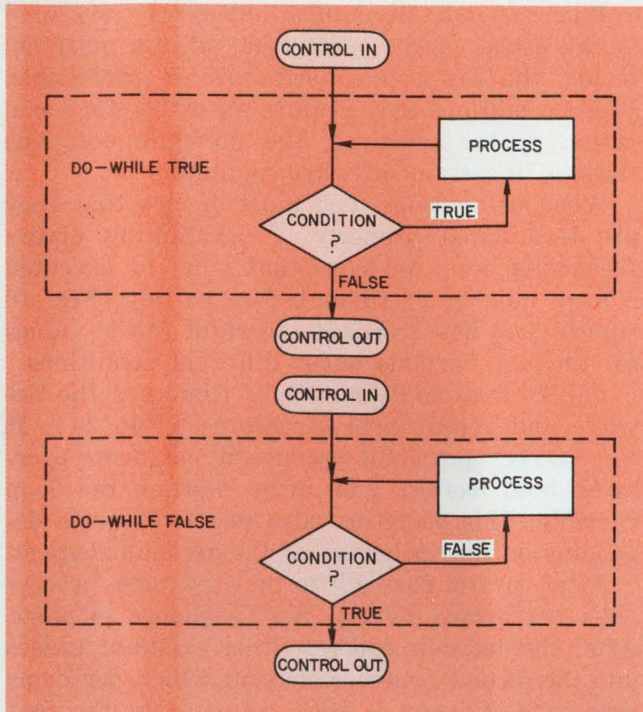 CONTROL IN
DO—WHILE TRUE
PROCESS
CONDITION
?
TRUE
FALSE
CONTROL OUT
CONTROL IN
DO—WHILE FALSE
PROCESS
CONDITION
?
FALSE
TRUE
CONTROL OUT